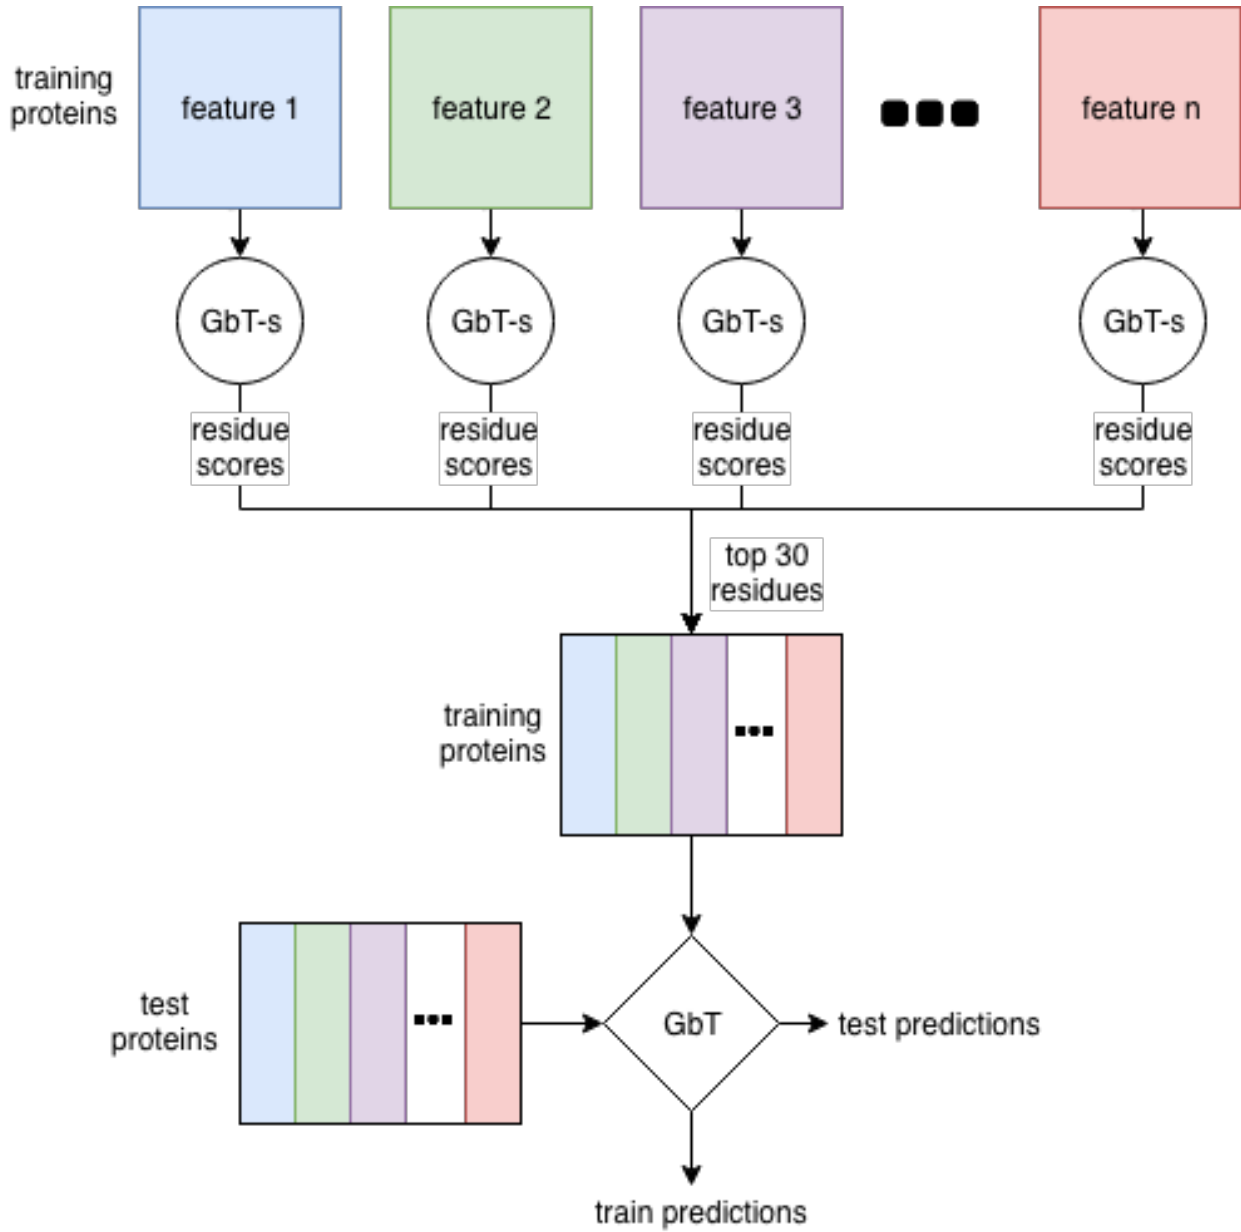 training
proteins
feature 1
feature 2
feature 3
feature n
GbT-s
GbT-s
GbT-s
GbT-s
residue
scores
residue
scores
residue
scores
residue
scores
top 30
residues
training
proteins
test
proteins
GbT
test predictions
train predictions